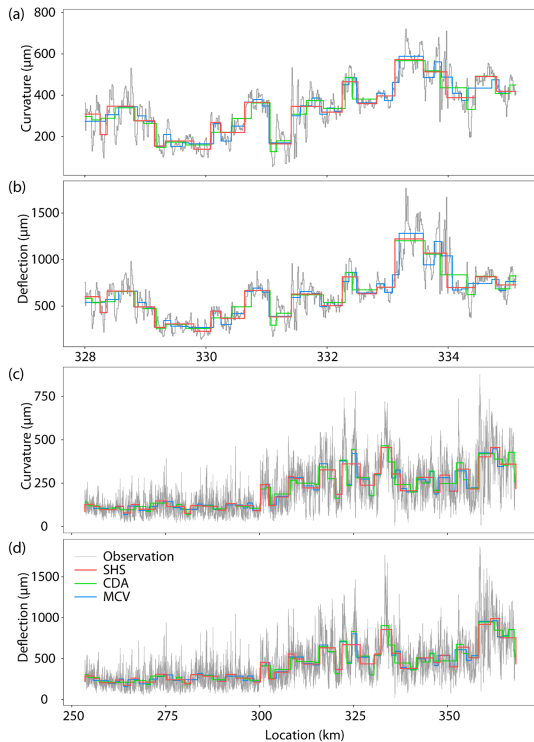 (a)
800
600
400
200
Curvature (µm)
(b)
1500
1000
500
Deflection (µm)
328
330
332
334
(c)
750
500
250
0
Curvature (µm)
(d)
Observation
SHS
CDA
MCV
1500
1000
500
0
Deflection (µm)
250
275
300
325
350
Location (km)